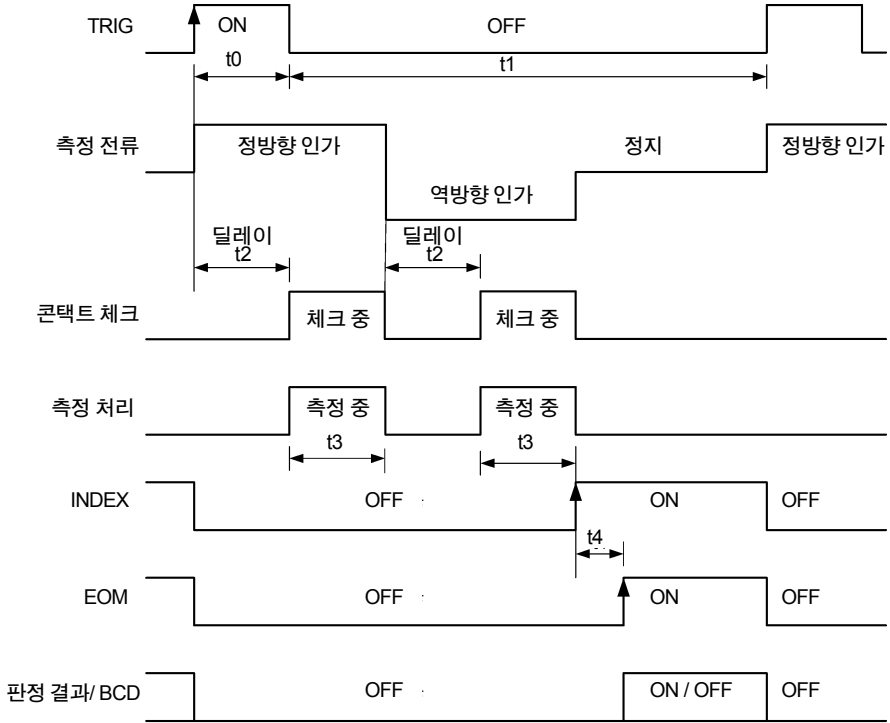 TRIG
ON
OFF
t0
t1
측정 전류
정방향 인가
역방향 인가
정지
정방향 인가
딜레이
t2
딜레이
t2
콘택트 체크
체크 중
체크 중
측정 처리
측정 중
측정 중
t3
t3
INDEX
OFF
ON
OFF
t4
EOM
OFF
ON
OFF
판정 결과/ BCD
OFF
ON / OFF
OFF